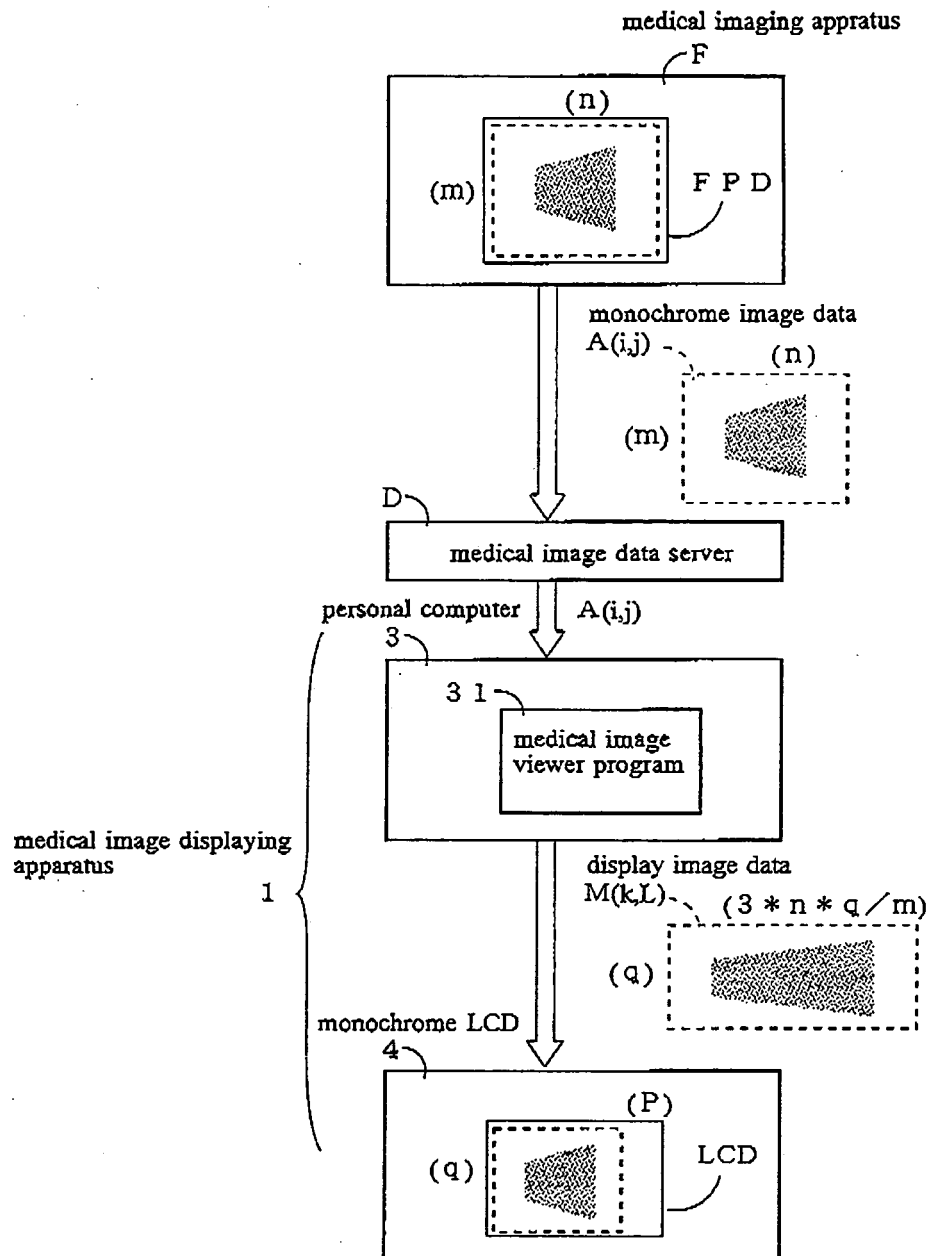 medical imaging appratus
F
(n)
(m)
F P D
monochrome image data
A(i,j)
(n)
(m)
D
medical image data server
personal computer
A(i,j)
3
3 1
medical image
viewer program
medical image displaying
apparatus
1
display image data
M(k,L)
(3 * n * q / m)
(q)
monochrome LCD
4
(P)
(q)
LCD